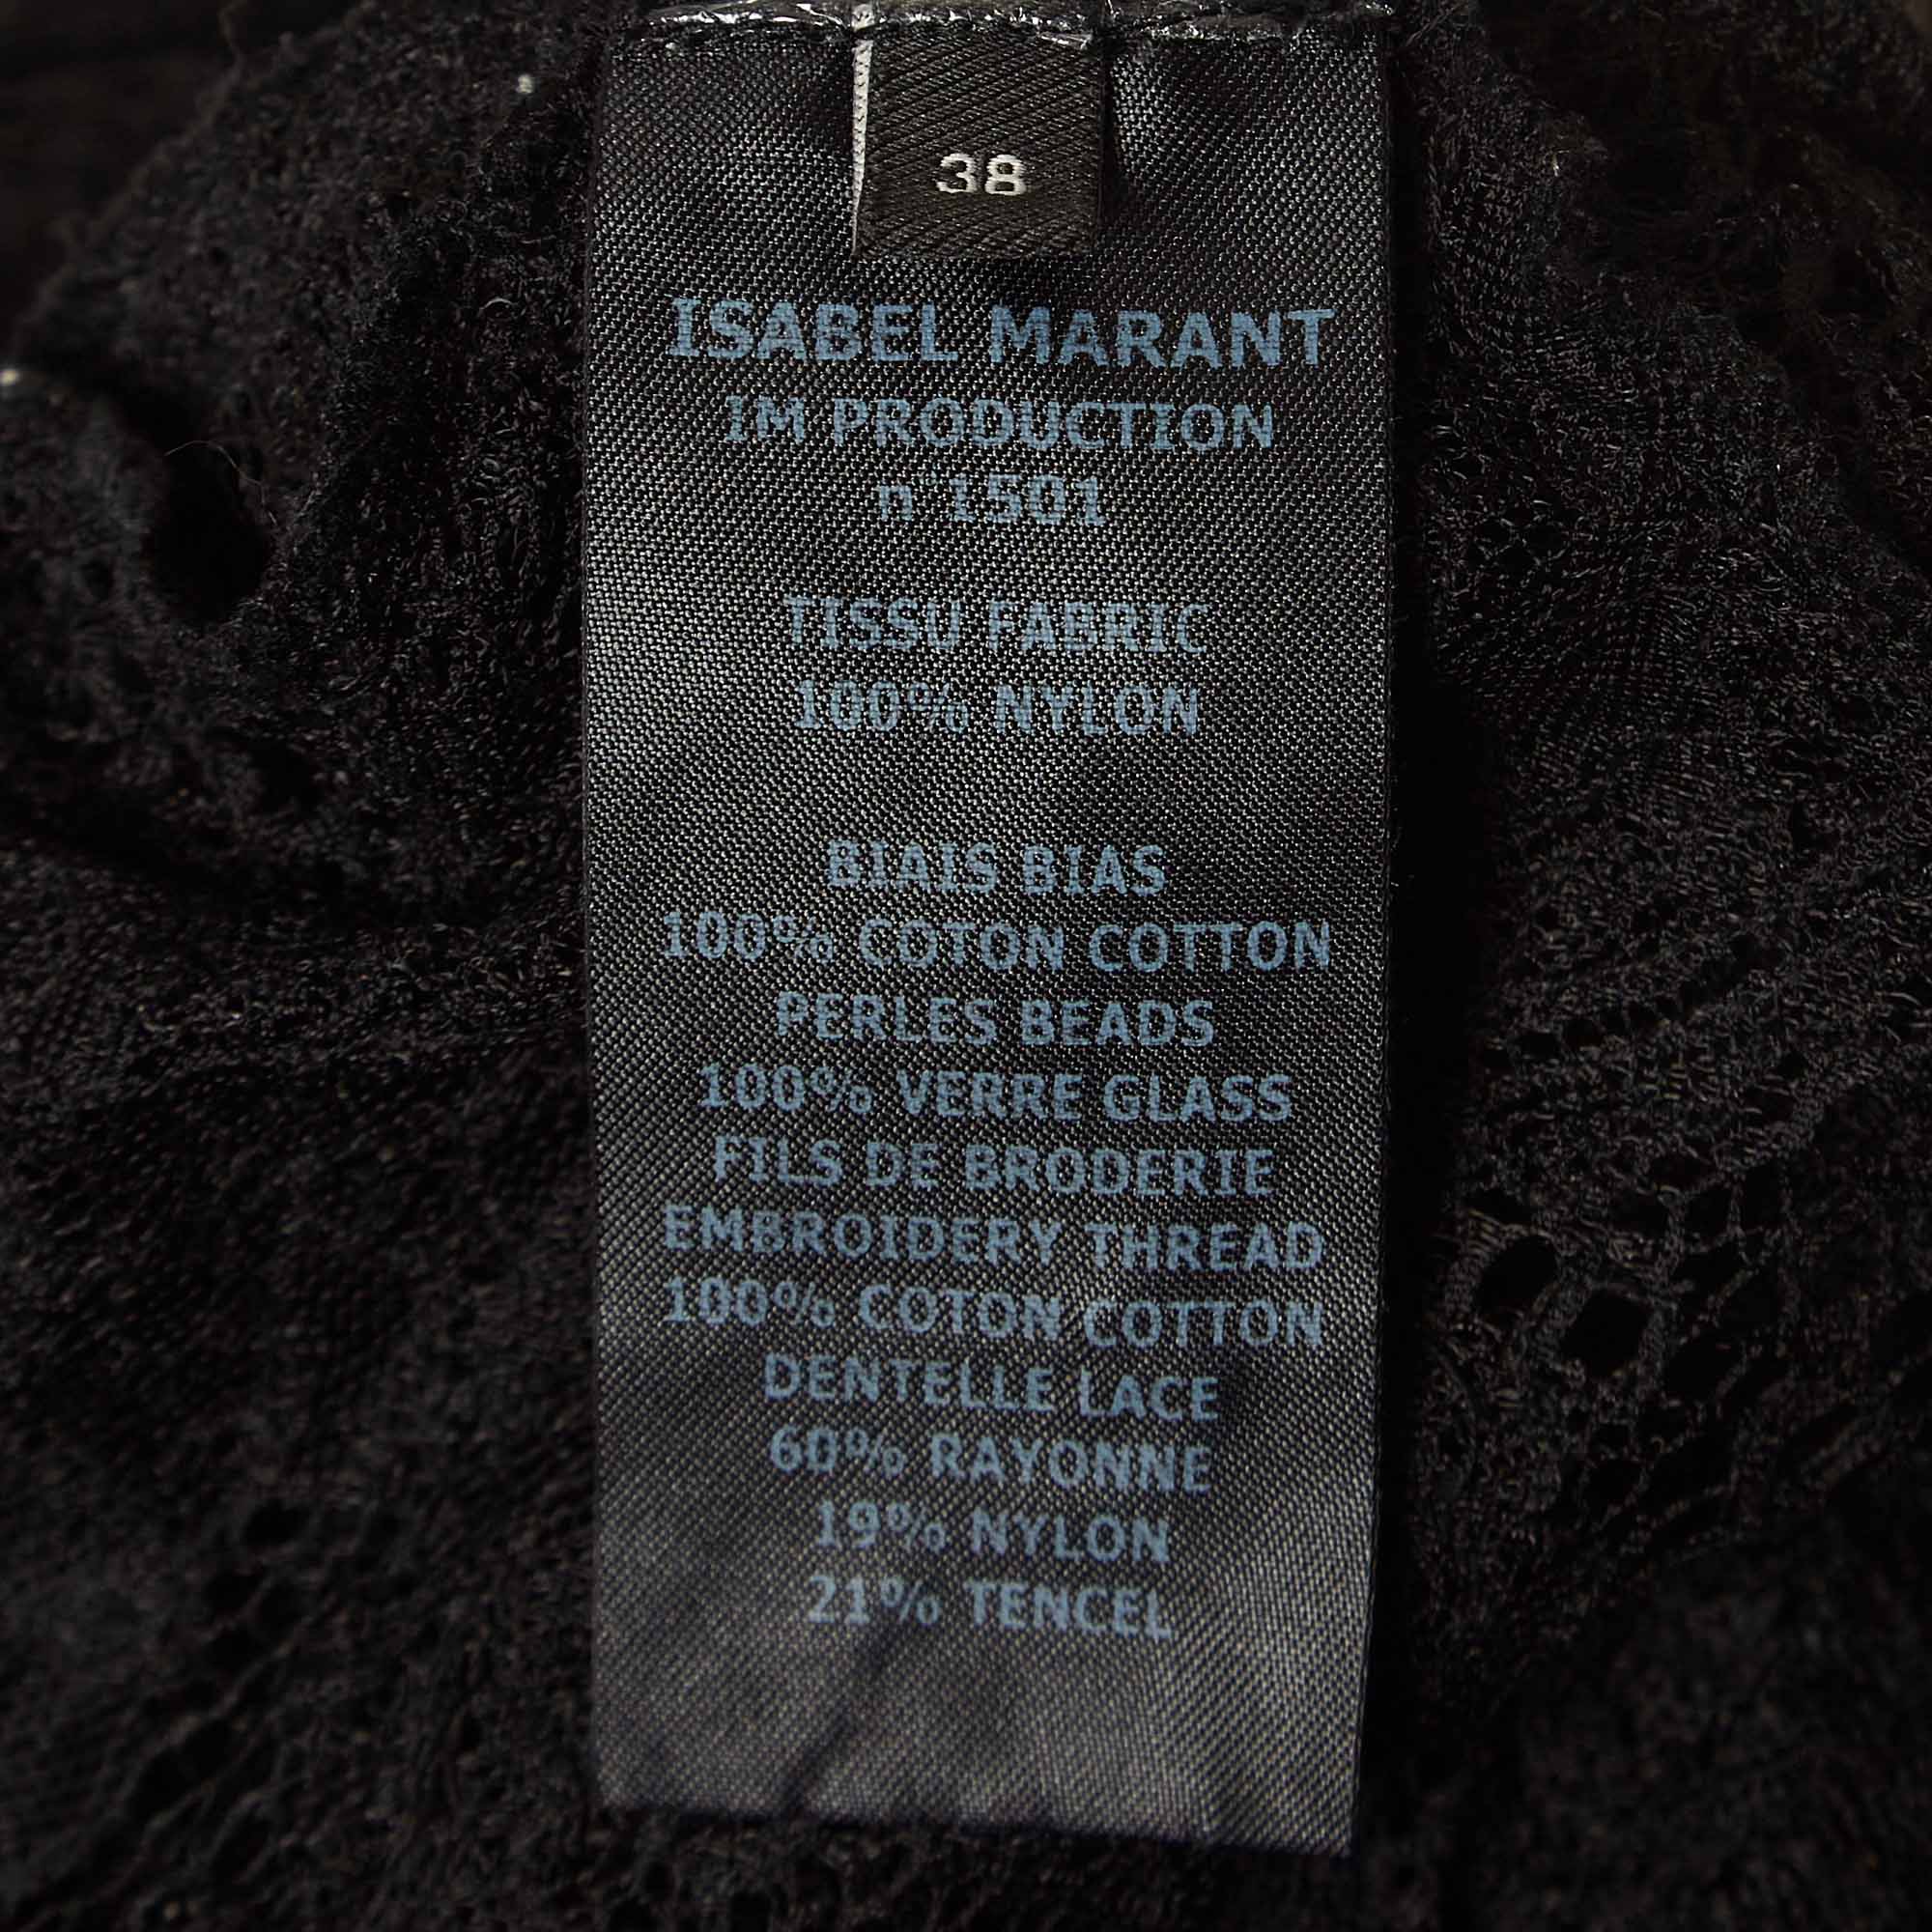 38
ISABEL MARANT
IM PRODUCTION
n°1501
TISSU FABRIC
100% NYLON
BIAIS BIAS
100% COTON COTTON
PERLES BEADS
100% VERRE GLASS
FILS DE BRODERIE
EMBROIDERY THREAD
100% COTON COTTON
DENTELLE LACE
60% RAYONNE
19% NYLON
21% TENCEL